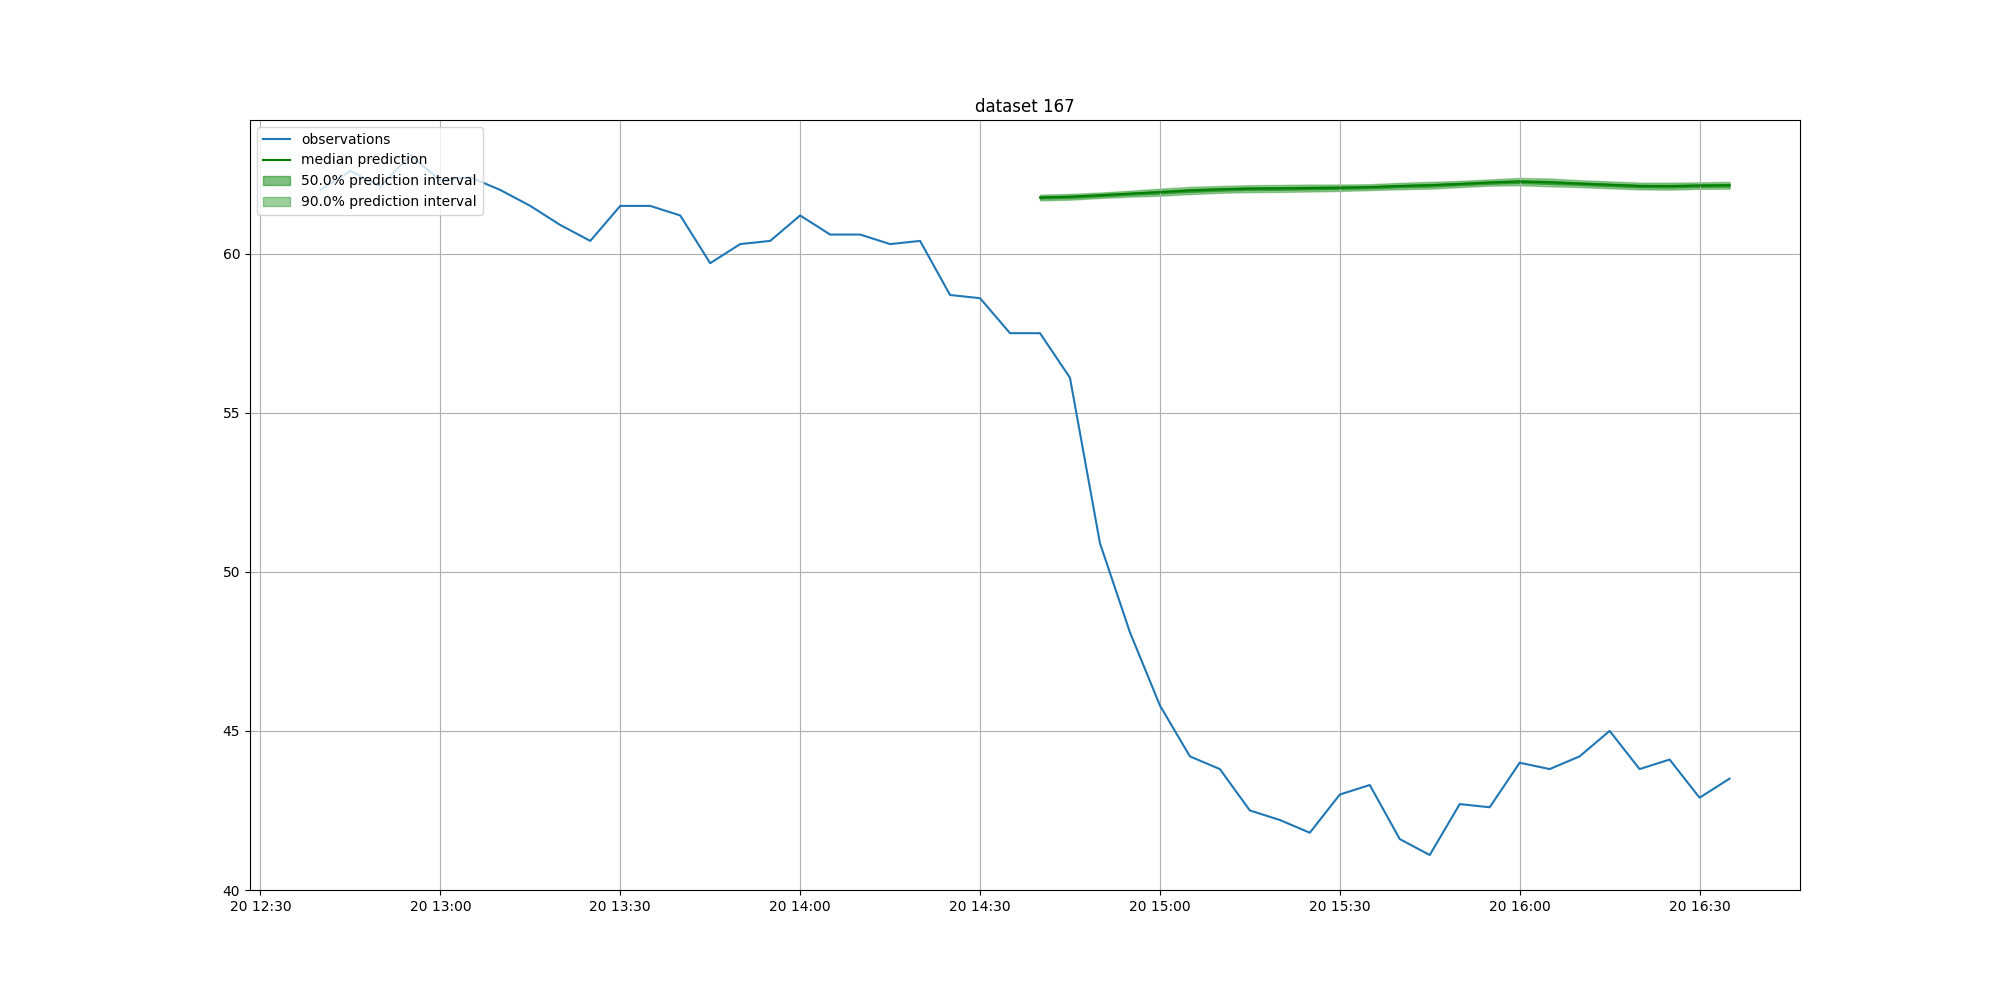 dataset 167
observations
median prediction
50.0% prediction interval
90.0% prediction interval
60
55
50
45
40
20 12:30 20 13:00 20 13:30 20 14:00 20 14:30 20 15:00 20 15:30 20 16:00 20 16:30